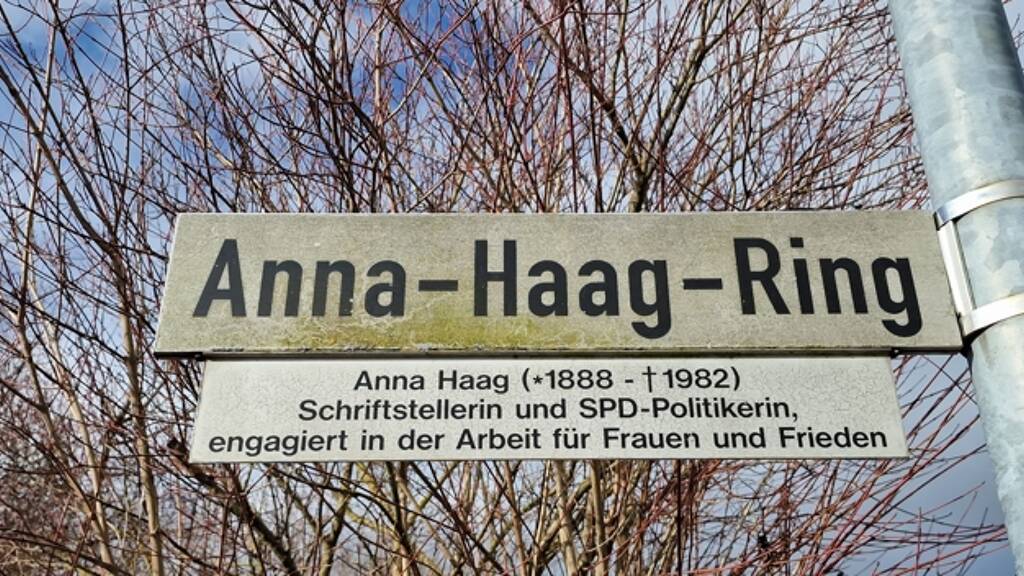 Anna-Haag-Ring
Anna Haag (*1888 - †1982)
Schriftstellerin und SPD-Politikerin,
engagiert in der Arbeit für Frauen und Frieden